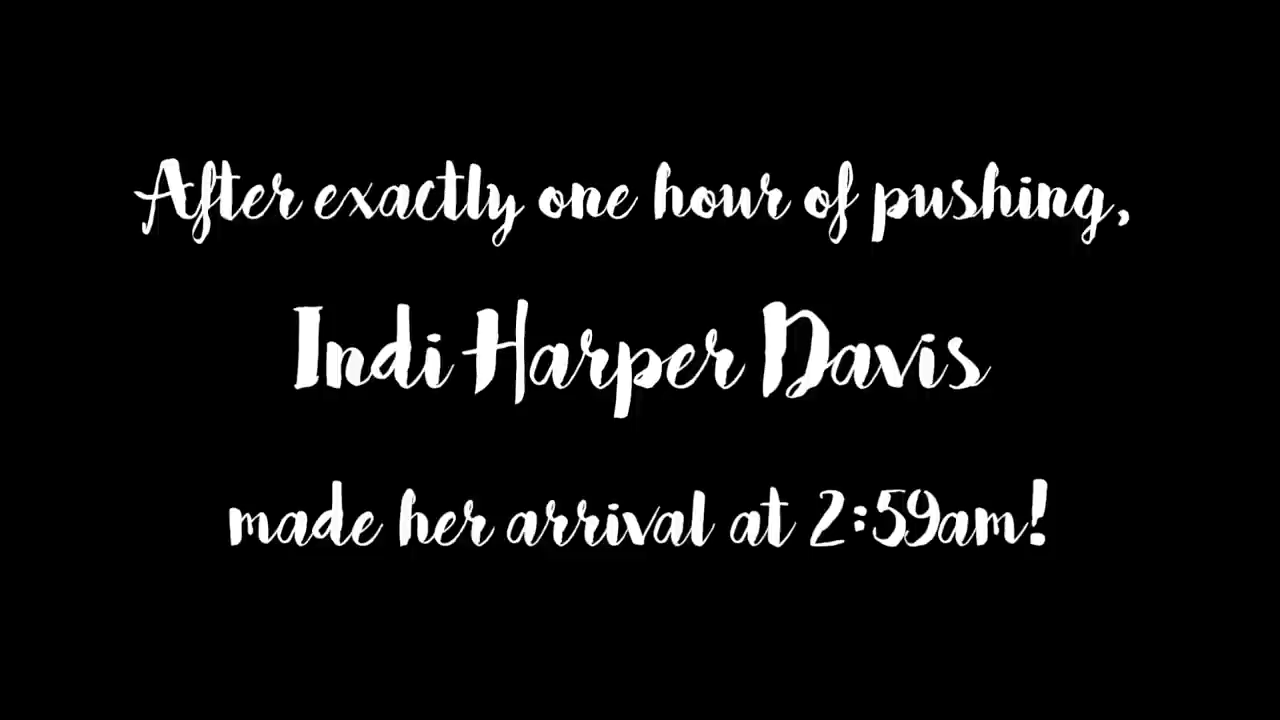 After exactly one hour of pushing,
Indi Harper Davis
made her arrival at 2:59am!